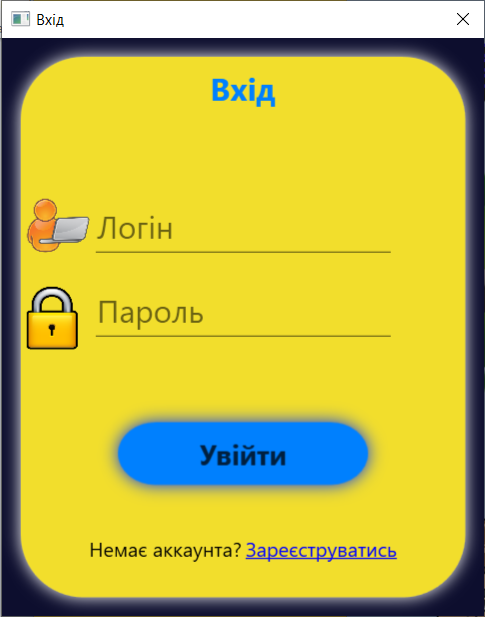 Вхід
Вхід
Логін
Пароль
Увійти
Немає аккаунта? Зареєструватись